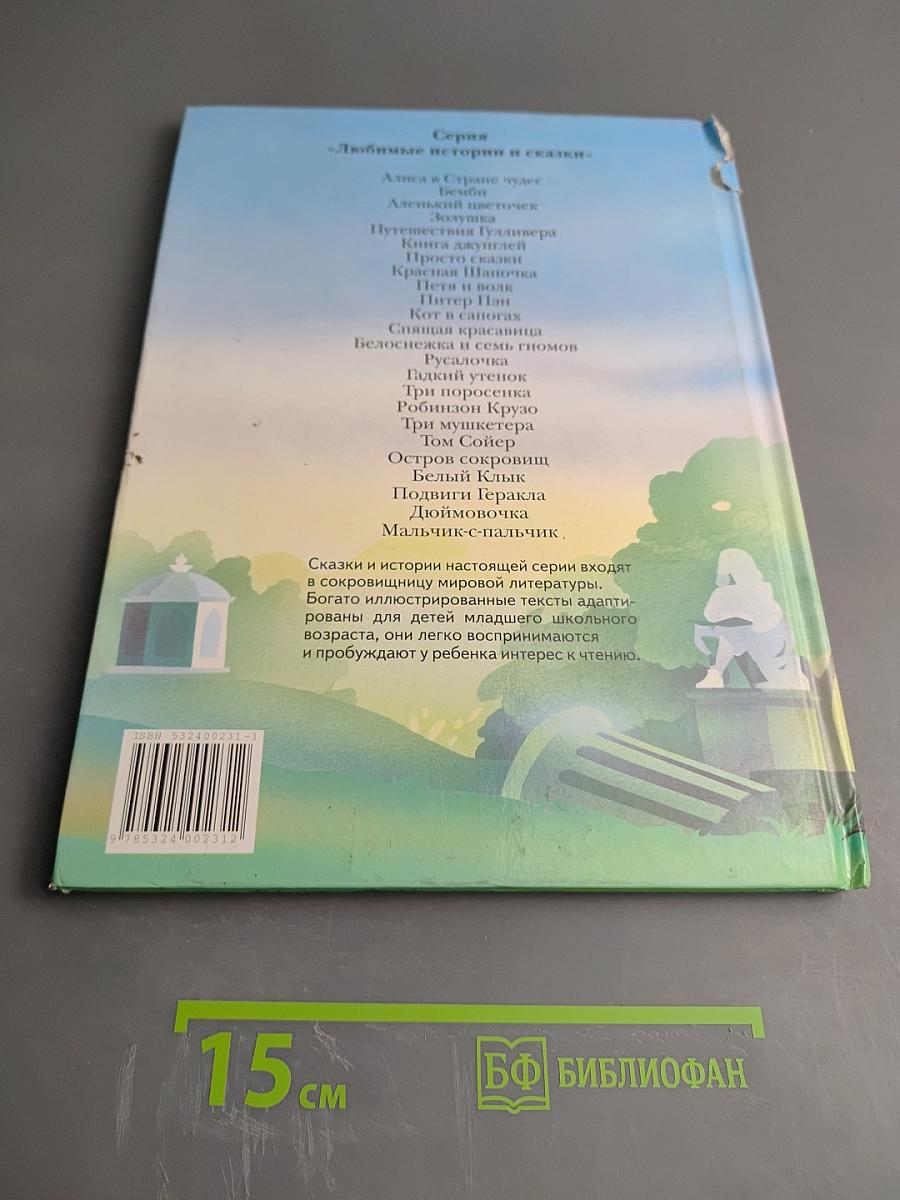 Серия
«Любимые истории и сказки»
Алиса в Стране чудес
Бемби
Аленький цветочек
Золушка
Путешествия Гулливера
Книга джунглей
Просто сказки
Красная Шапочка
Петя и волк
Питер Пэн
Кот в сапогах
Спящая красавица
Белоснежка и семь гномов
Русалочка
Гадкий утенок
Три поросенка
Робинзон Крузо
Три мушкетера
Том Сойер
Остров сокровищ
Белый Клык
Подвиги Геракла
Дюймовочка
Мальчик-с-пальчик
Сказки и истории настоящей серии входят
в сокровищницу мировой литературы.
Богато иллюстрированные тексты адапти-
рованы для детей младшего школьного
возраста, они легко воспринимаются
и пробуждают у ребенка интерес к чтению.
ISBN 532400231-3
9 785324 002312
15 см
БФ БИБЛИОФАН